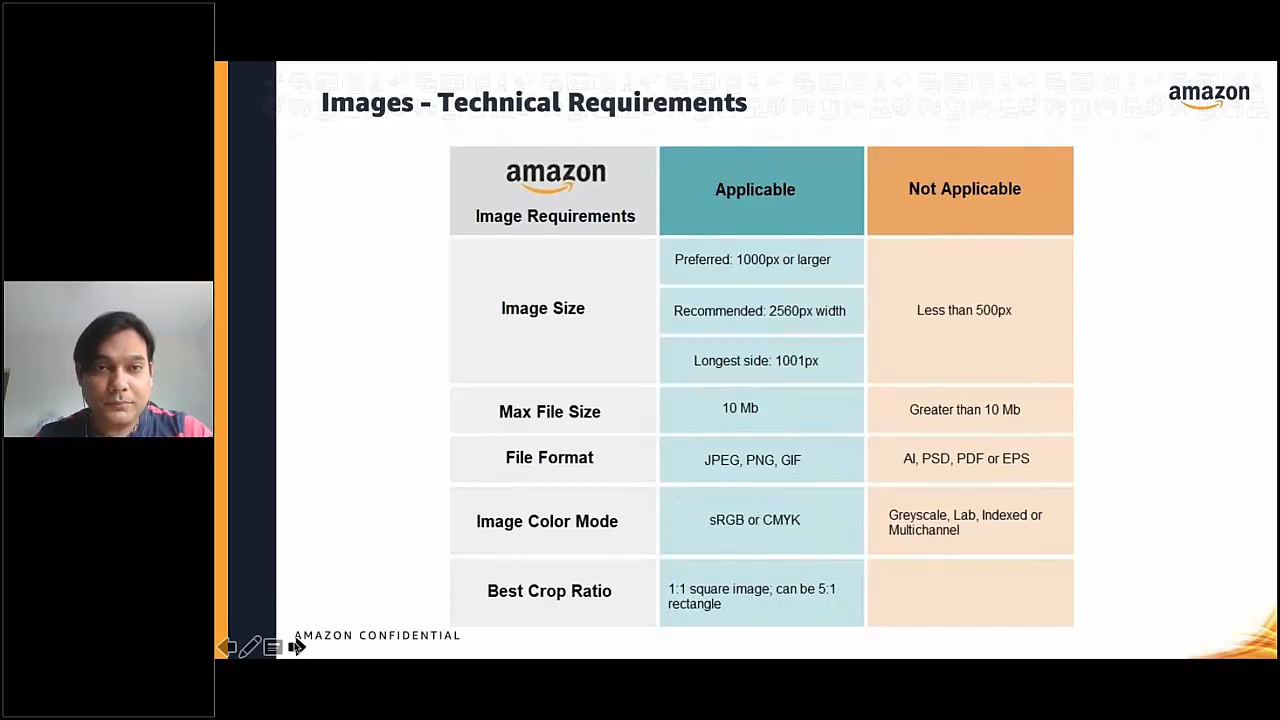 Images - Technical Requirements
amazon
amazon
Image Requirements
Applicable
Not Applicable
Image Size
Preferred: 1000px or larger
Recommended: 2560px width
Longest side: 1001px
Less than 500px
Max File Size
10 Mb
Greater than 10 Mb
File Format
JPEG, PNG, GIF
AI, PSD, PDF or EPS
Image Color Mode
sRGB or CMYK
Greyscale, Lab, Indexed or
Multichannel
Best Crop Ratio
1:1 square image; can be 5:1
rectangle
AMAZON CONFIDENTIAL